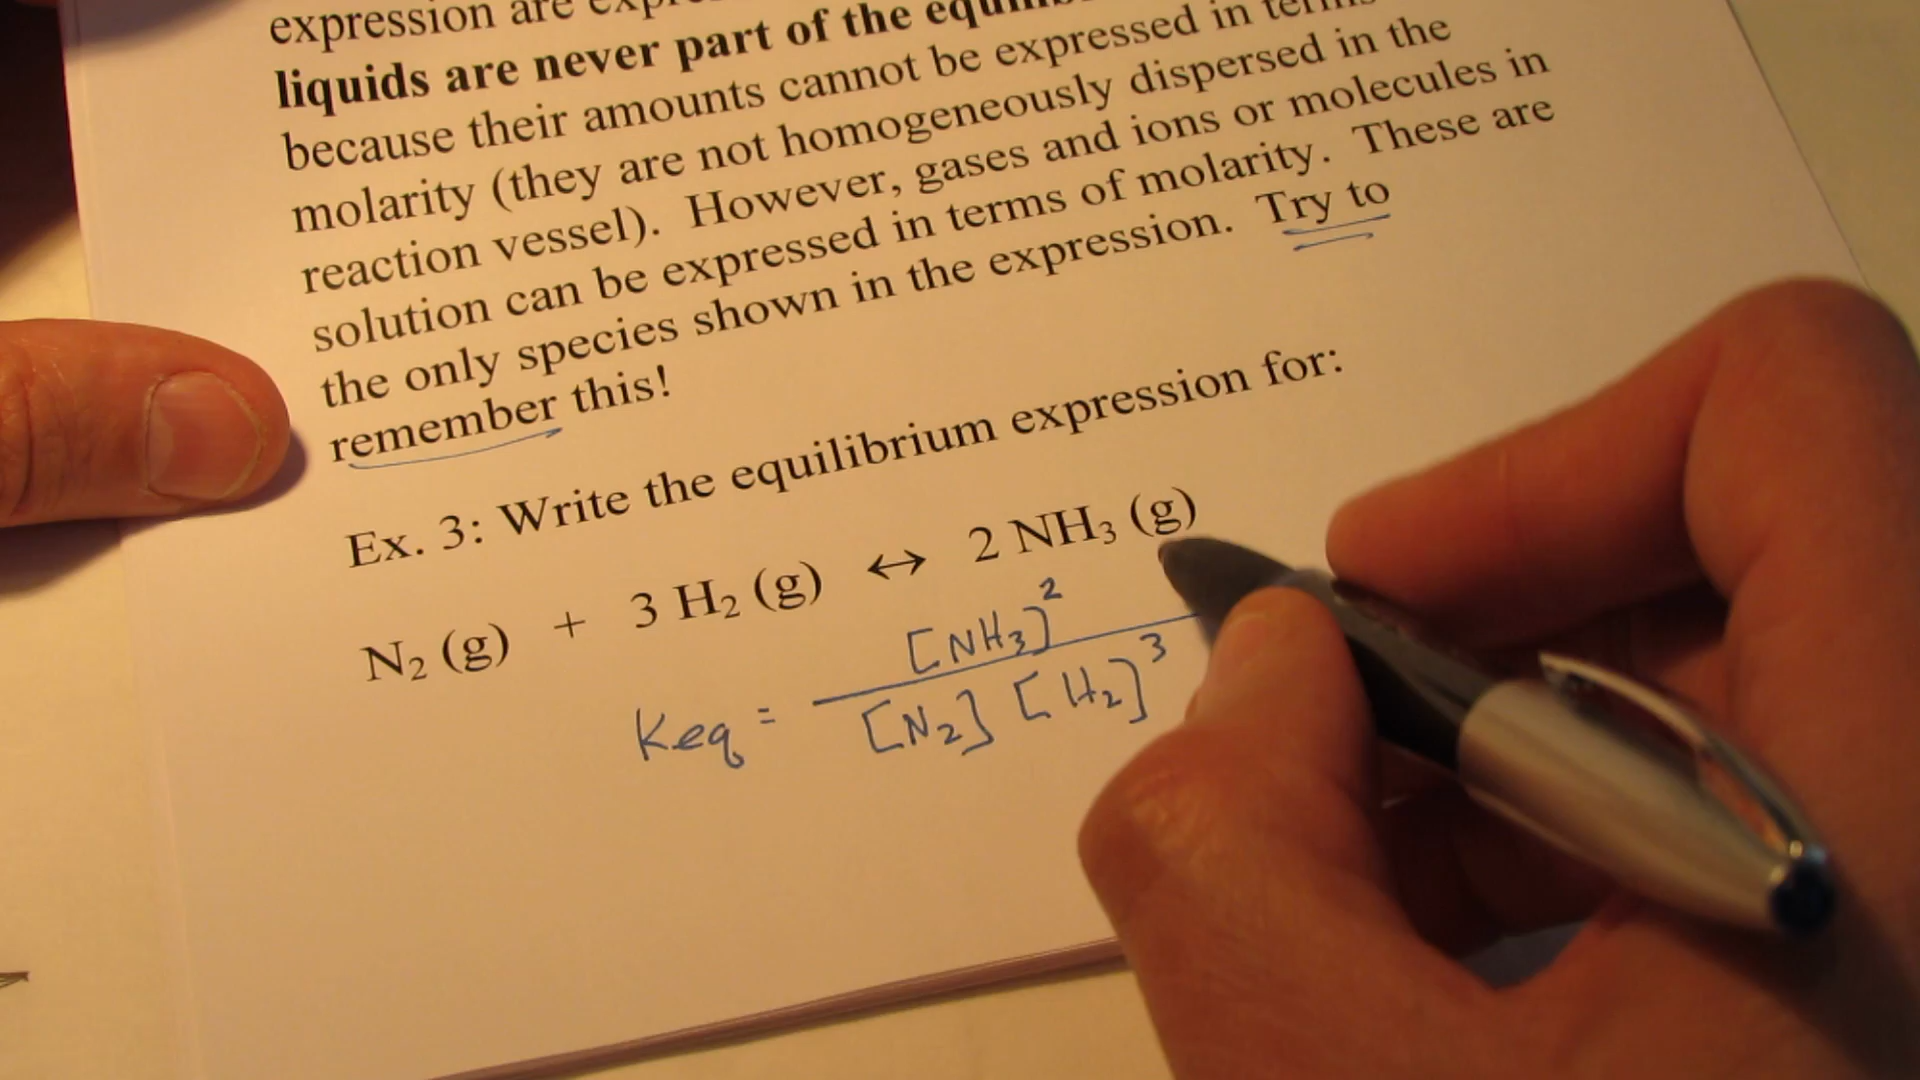 expression are
liquids are never part of the
because their amounts cannot be expressed in terms
molarity (they are not homogeneously dispersed in the
reaction vessel). However, gases and ions or molecules in
solution can be expressed in terms of molarity. These are
the only species shown in the expression. Try to
remember this!
Ex. 3: Write the equilibrium expression for:
N₂ (g) + 3 H₂ (g) ↔ 2 NH₃ (g)
[NH₃]²
Keq =
[N₂] [H₂]³